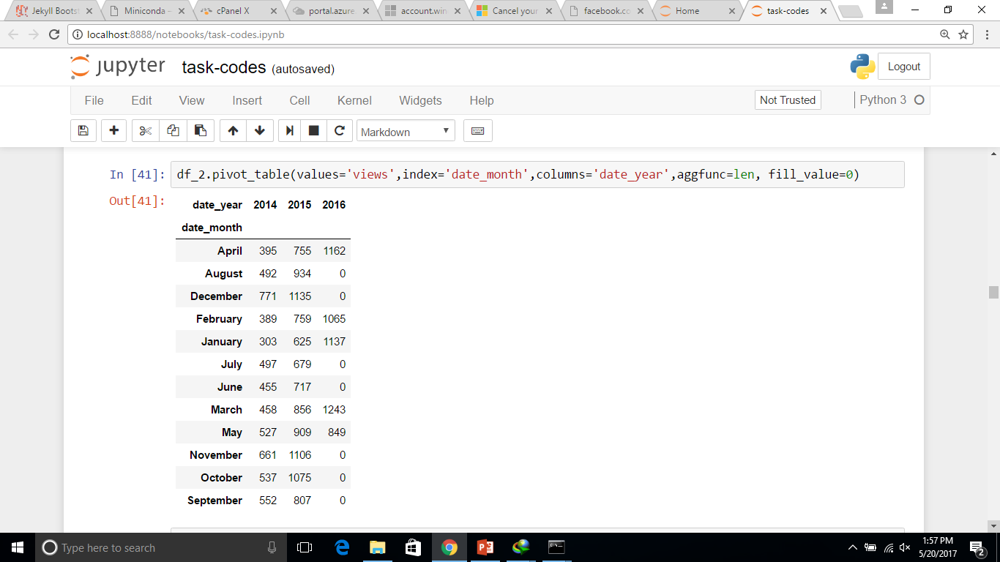 Jekyll Boots
Miniconda –
cPanel X
portal.azure
account.win
Cancel your
facebook.co
Home
task-codes
localhost:8888/notebooks/task-codes.ipynb
jupyter task-codes (autosaved)
Logout
File Edit View Insert Cell Kernel Widgets Help
Not Trusted
Python 3
Markdown
In [41]: df_2.pivot_table(values='views',index='date_month',columns='date_year',aggfunc=len, fill_value=0)
Out[41]:
date_year 2014 2015 2016
date_month
April 395 755 1162
August 492 934 0
December 771 1135 0
February 389 759 1065
January 303 625 1137
July 497 679 0
June 455 717 0
March 458 856 1243
May 527 909 849
November 661 1106 0
October 537 1075 0
September 552 807 0
Type here to search
1:57 PM
5/20/2017
2